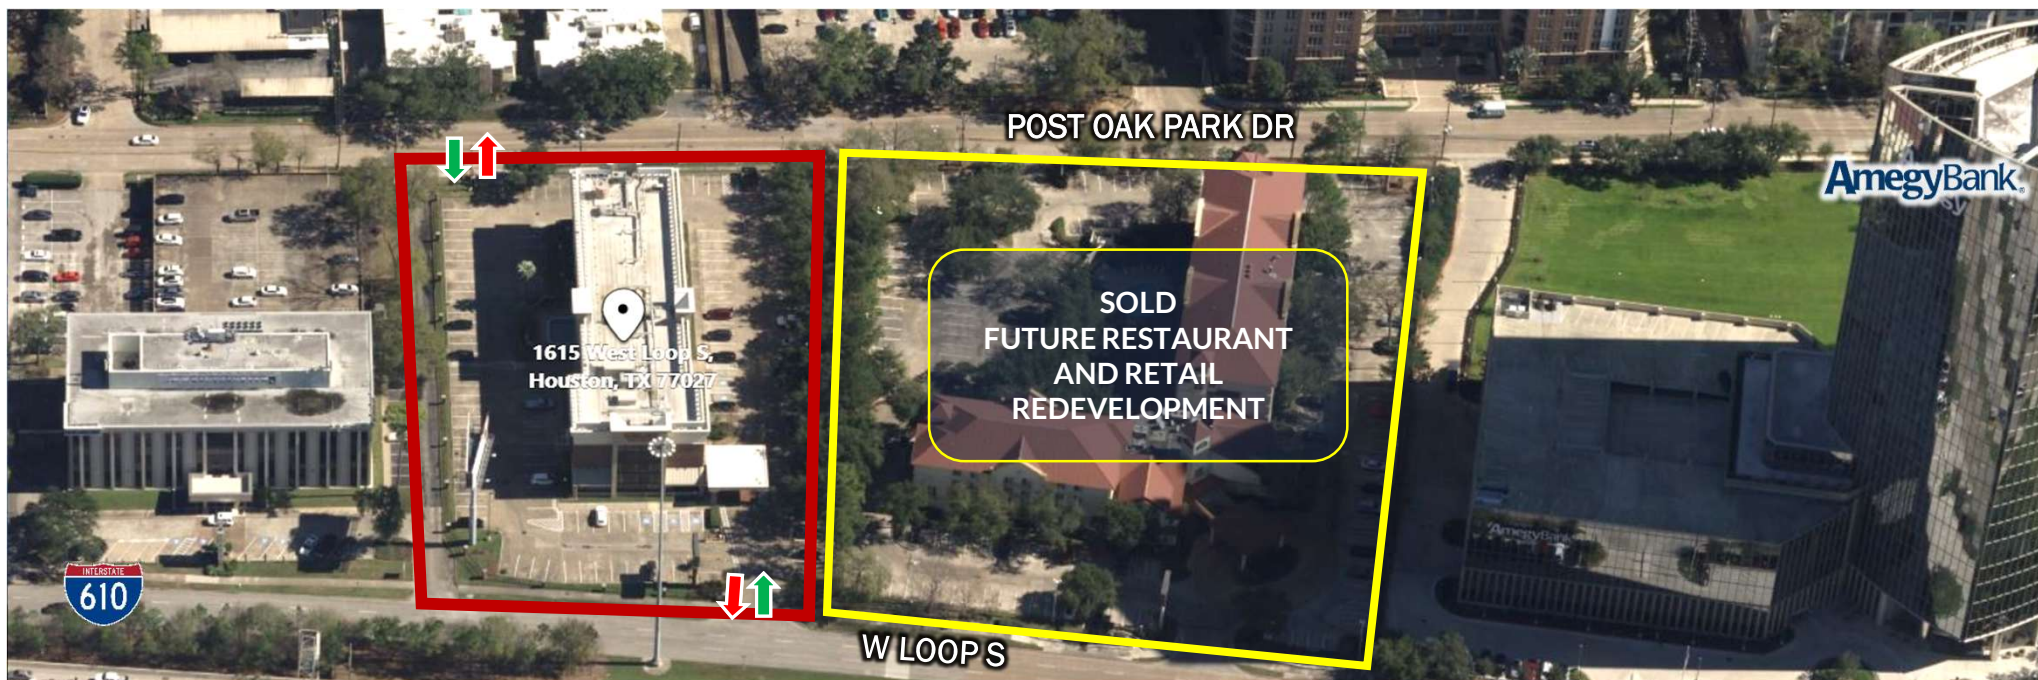 POST OAK PARK DR
AmegyBank®
SOLD
FUTURE RESTAURANT
AND RETAIL
REDEVELOPMENT
1615 West Loop S,
Houston, TX 77027
AmegyBank
INTERSTATE
610
W LOOP S